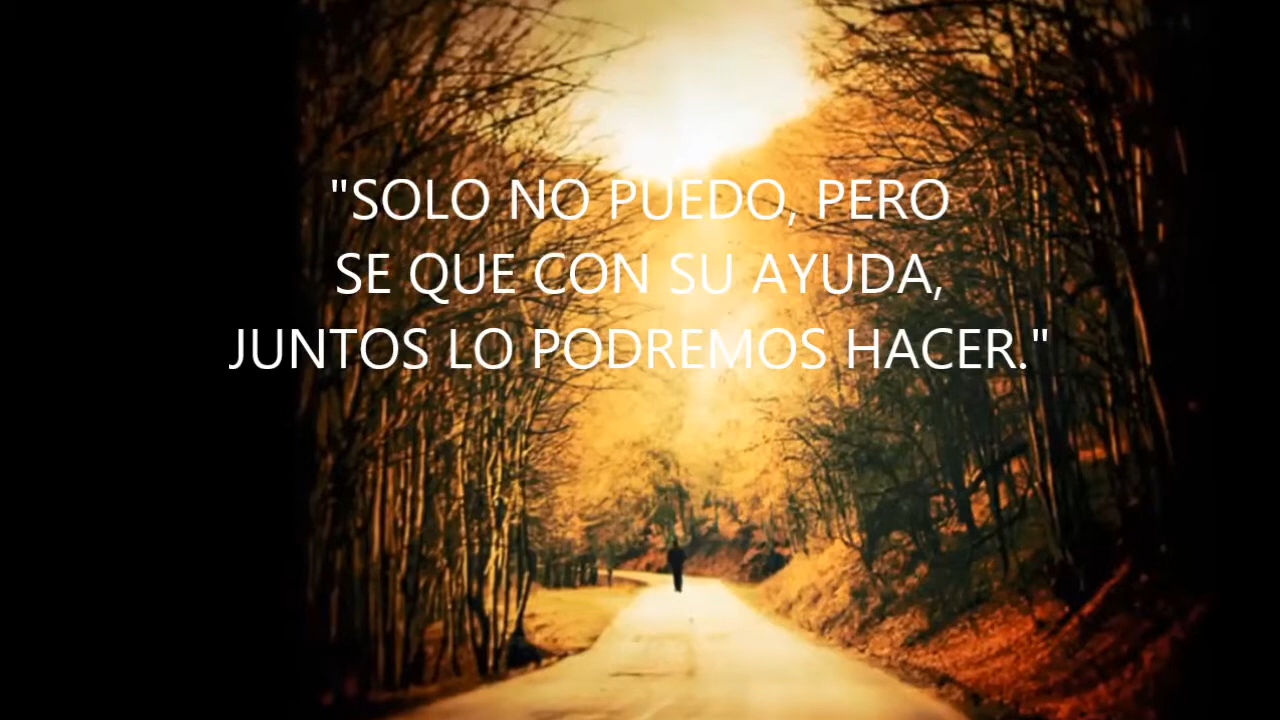 "SOLO NO PUEDO, PERO
SE QUE CON SU AYUDA,
JUNTOS LO PODREMOS HACER."